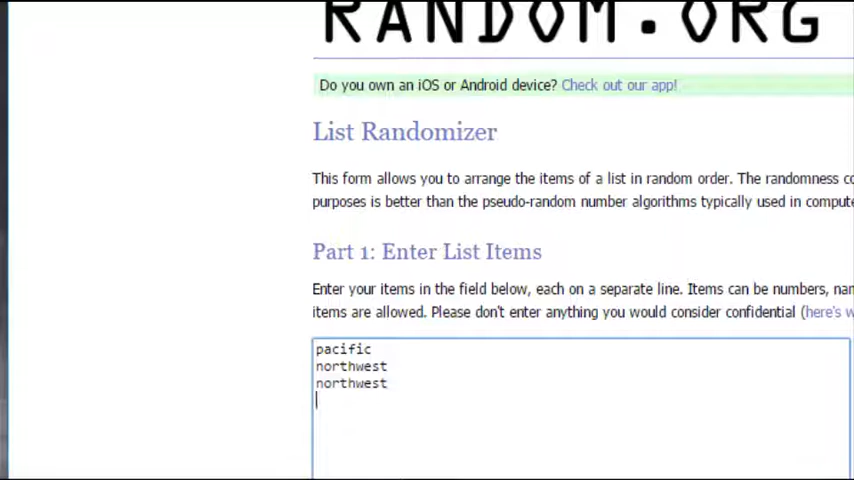 RANDOM.ORG
Do you own an iOS or Android device? Check out our app!
List Randomizer
This form allows you to arrange the items of a list in random order. The randomness
purposes is better than the pseudo-random number algorithms typically used in
Part 1: Enter List Items
Enter your items in the field below, each on a separate line. Items can be numbers,
items are allowed. Please don't enter anything you would consider confidential (here's
pacific
northwest
northwest